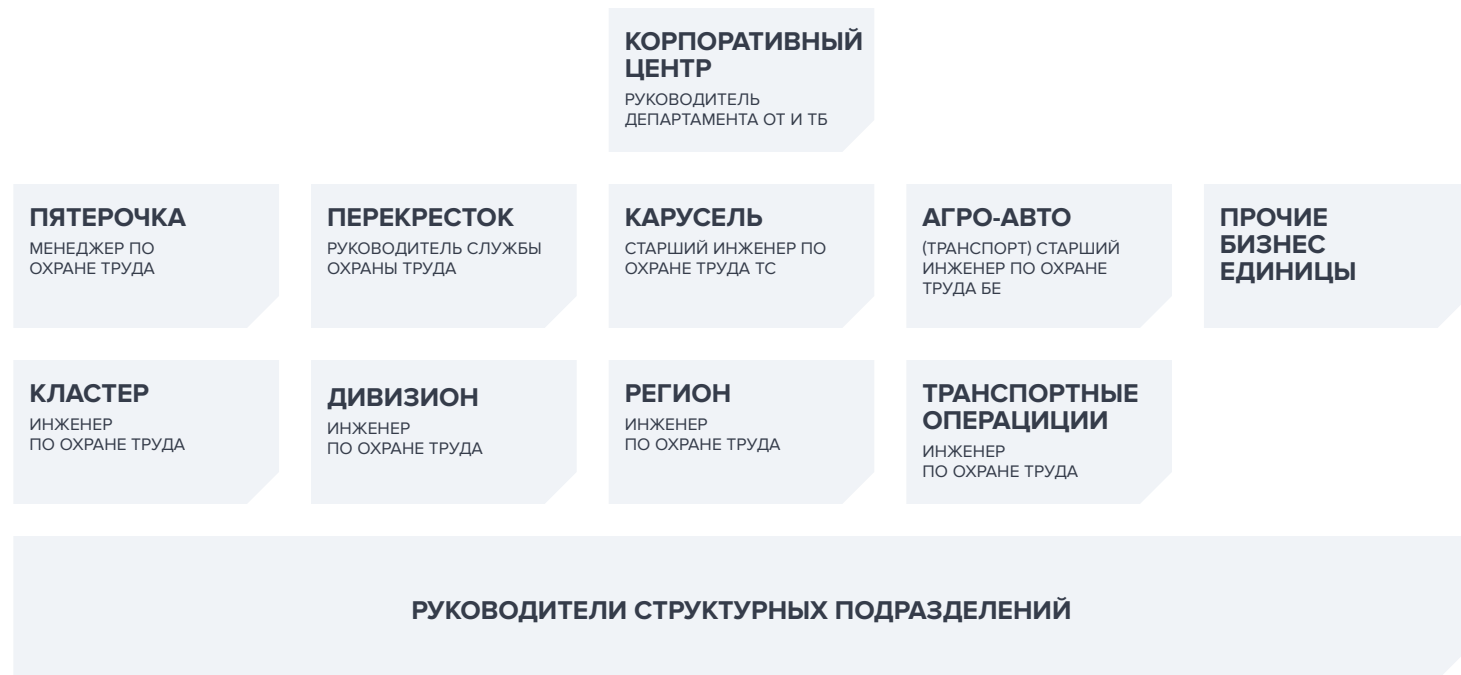 КОРПОРАТИВНЫЙ
ЦЕНТР
РУКОВОДИТЕЛЬ
ДЕПАРТАМЕНТА ОТ И ТБ
ПЯТЕРОЧКА
МЕНЕДЖЕР ПО
ОХРАНЕ ТРУДА
ПЕРЕКРЕСТОК
РУКОВОДИТЕЛЬ СЛУЖБЫ
ОХРАНЫ ТРУДА
КАРУСЕЛЬ
СТАРШИЙ ИНЖЕНЕР ПО
ОХРАНЕ ТРУДА ТС
АГРО-АВТО
(ТРАНСПОРТ) СТАРШИЙ
ИНЖЕНЕР ПО ОХРАНЕ
ТРУДА БЕ
ПРОЧИЕ
БИЗНЕС
ЕДИНИЦЫ
КЛАСТЕР
ИНЖЕНЕР
ПО ОХРАНЕ ТРУДА
ДИВИЗИОН
ИНЖЕНЕР
ПО ОХРАНЕ ТРУДА
РЕГИОН
ИНЖЕНЕР
ПО ОХРАНЕ ТРУДА
ТРАНСПОРТНЫЕ
ОПЕРАЦИЦИИ
ИНЖЕНЕР
ПО ОХРАНЕ ТРУДА
РУКОВОДИТЕЛИ СТРУКТУРНЫХ ПОДРАЗДЕЛЕНИЙ